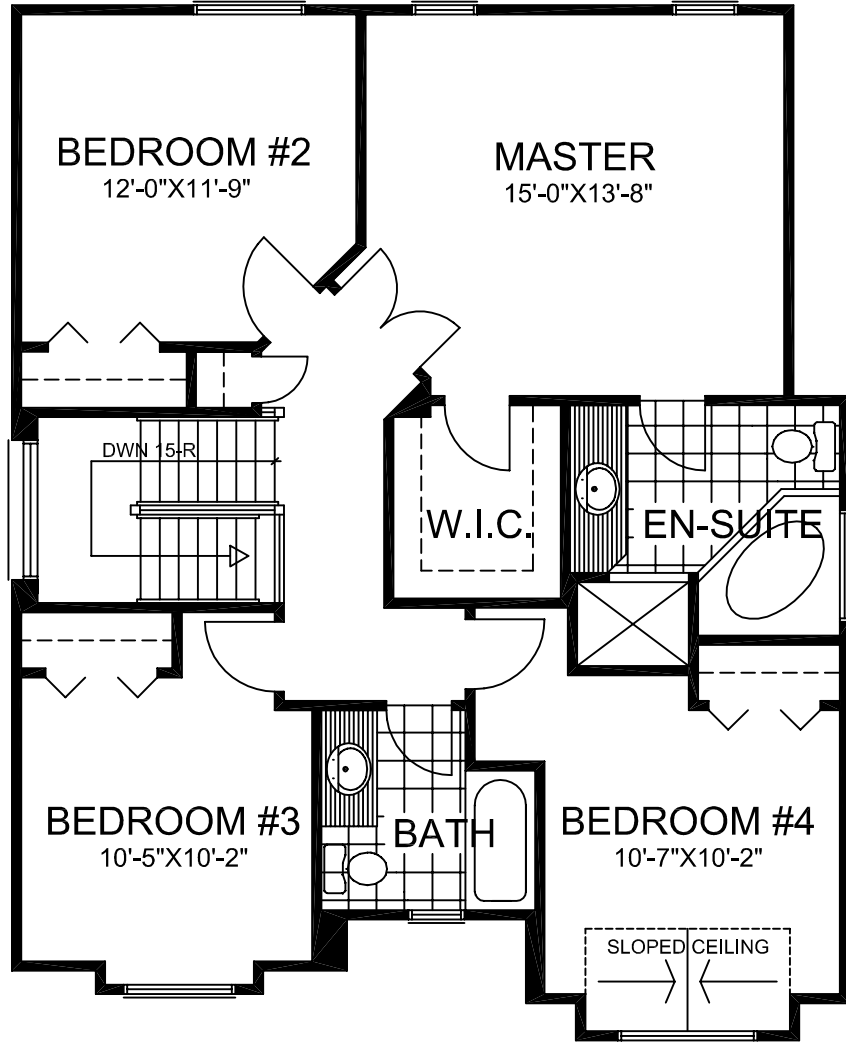 BEDROOM #2
12'-0"X11'-9"
MASTER
15'-0"X13'-8"
DWN 15-R
W.I.C.
EN-SUITE
BEDROOM #3
10'-5"X10'-2"
BATH
BEDROOM #4
10'-7"X10'-2"
SLOPED CEILING